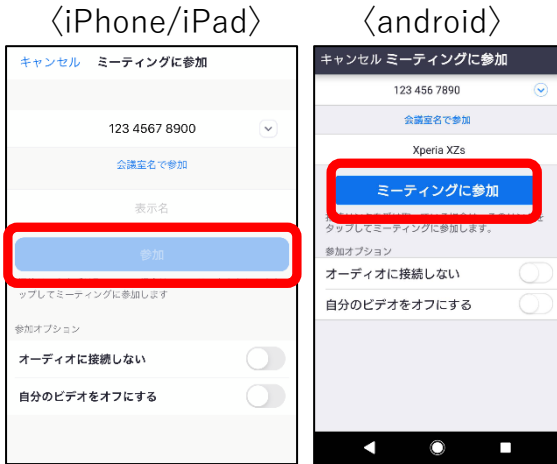 〈iPhone/iPad〉
キャンセル ミーティングに参加
123 4567 8900
会議室名で参加
表示名
参加
ップしてミーティングに参加します
参加オプション
オーディオに接続しない
自分のビデオをオフにする
〈android〉
キャンセル ミーティングに参加
123 456 7890
会議室名で参加
Xperia XZs
ミーティングに参加
タップしてミーティングに参加します。
参加オプション
オーディオに接続しない
自分のビデオをオフにする